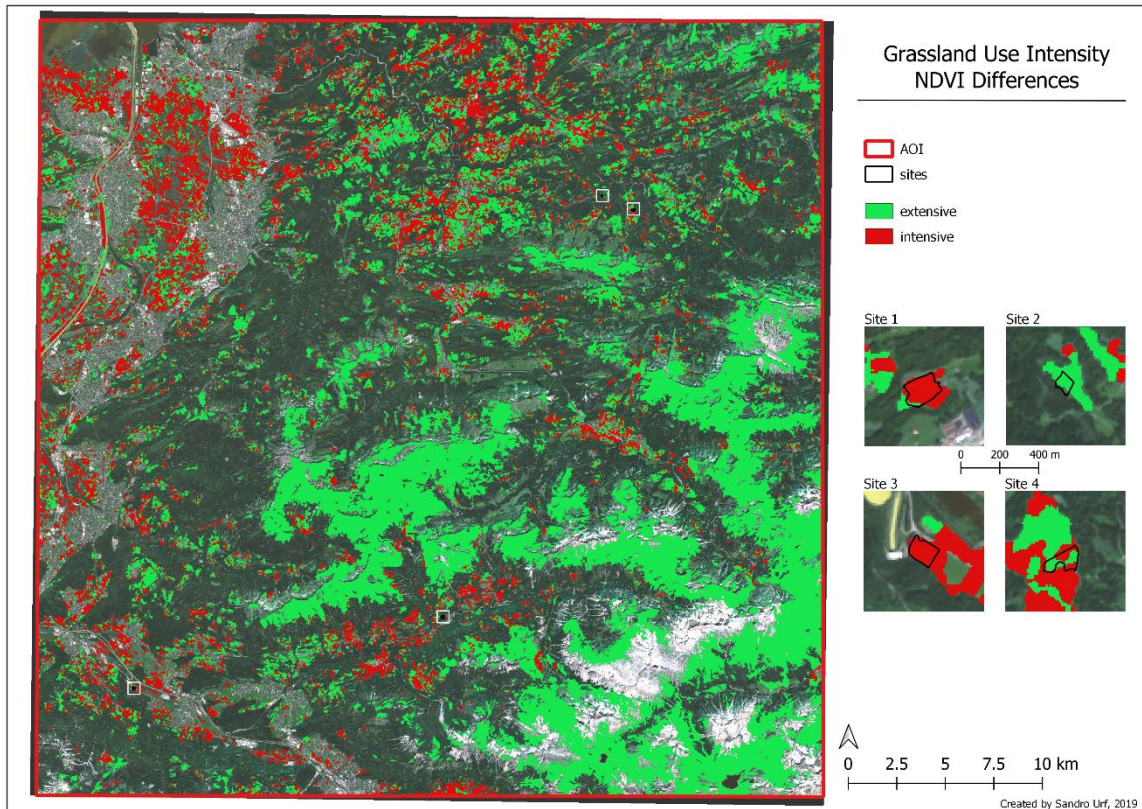 Grassland Use Intensity
NDVI Differences
AOI
sites
extensive
intensive
Site 1
Site 2
0 200 400 m
Site 3
Site 4
0 2.5 5 7.5 10 km
Created by Sandro Urf, 2019